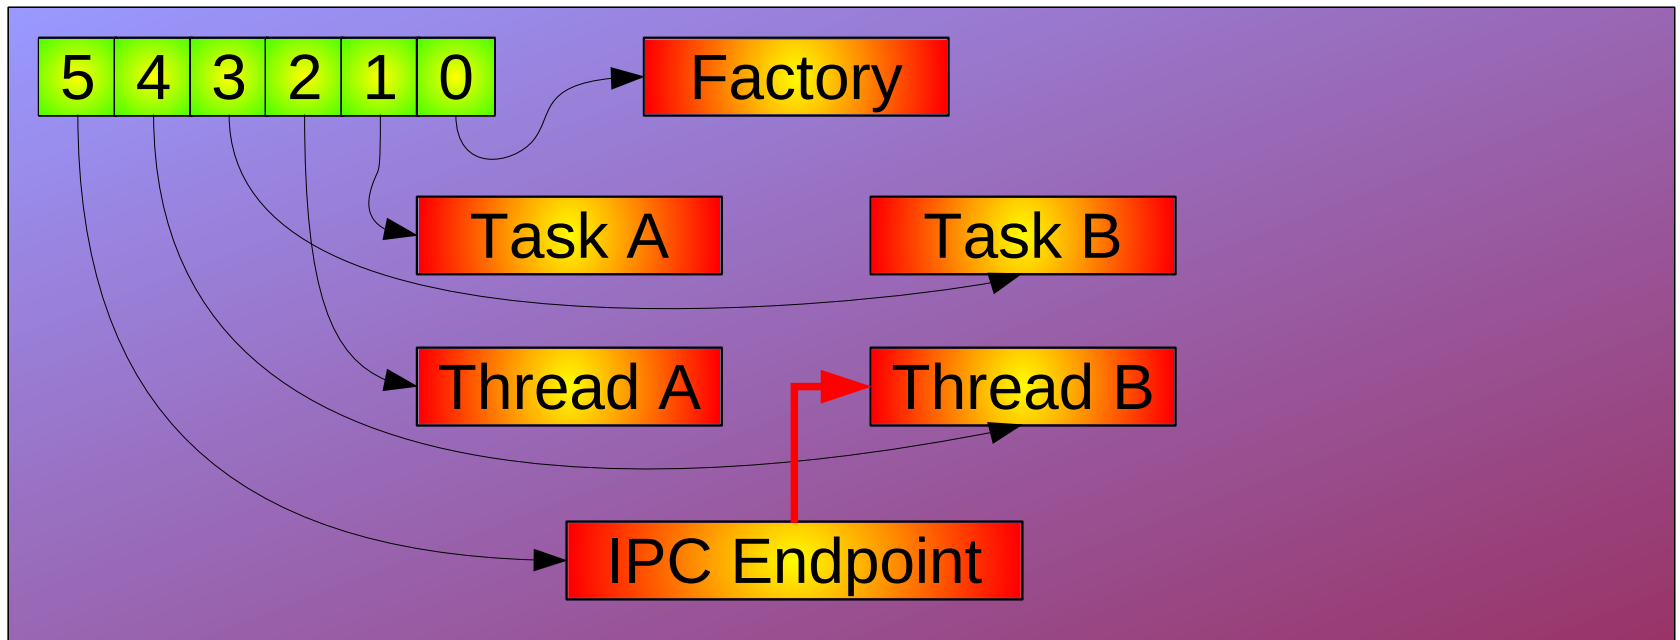 5 4 3 2 1 0 Factory
Task A Task B
Thread A Thread B
IPC Endpoint